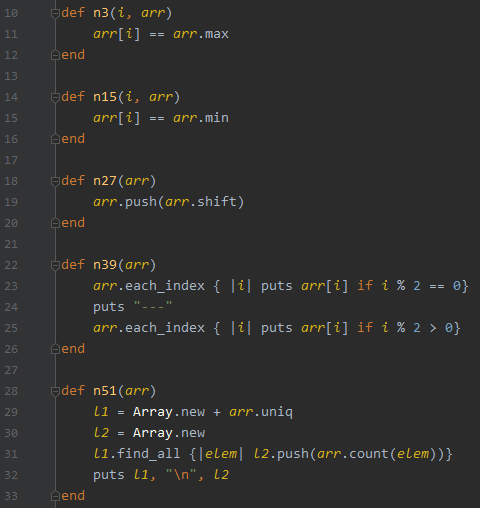 10 def n3(i, arr)
11     arr[i] == arr.max
12 end
13
14 def n15(i, arr)
15     arr[i] == arr.min
16 end
17
18 def n27(arr)
19     arr.push(arr.shift)
20 end
21
22 def n39(arr)
23     arr.each_index { |i| puts arr[i] if i % 2 == 0}
24     puts "---"
25     arr.each_index { |i| puts arr[i] if i % 2 > 0}
26 end
27
28 def n51(arr)
29     l1 = Array.new + arr.uniq
30     l2 = Array.new
31     l1.find_all {|elem| l2.push(arr.count(elem))}
32     puts l1, "\n", l2
33 end